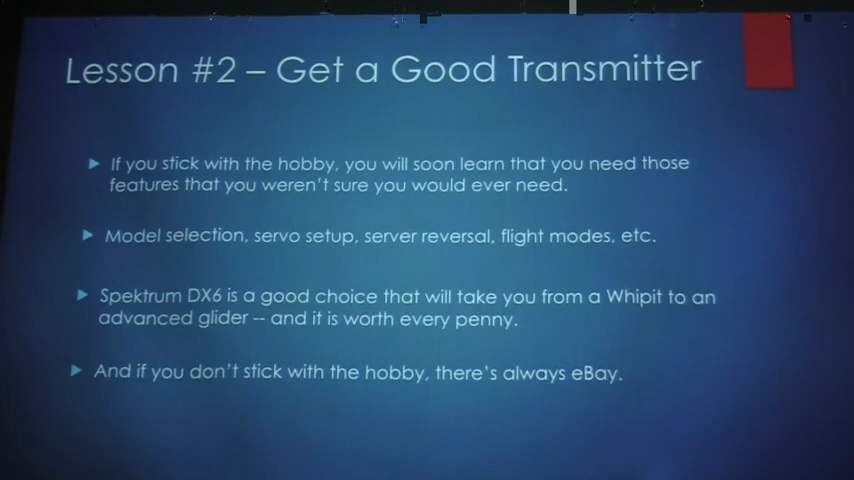 Lesson #2 – Get a Good Transmitter
If you stick with the hobby, you will soon learn that you need those
features that you weren't sure you would ever need.
Model selection, servo setup, server reversal, flight modes, etc.
Spektrum DX6 is a good choice that will take you from a Whipit to an
advanced glider -- and it is worth every penny.
And if you don't stick with the hobby, there's always eBay.